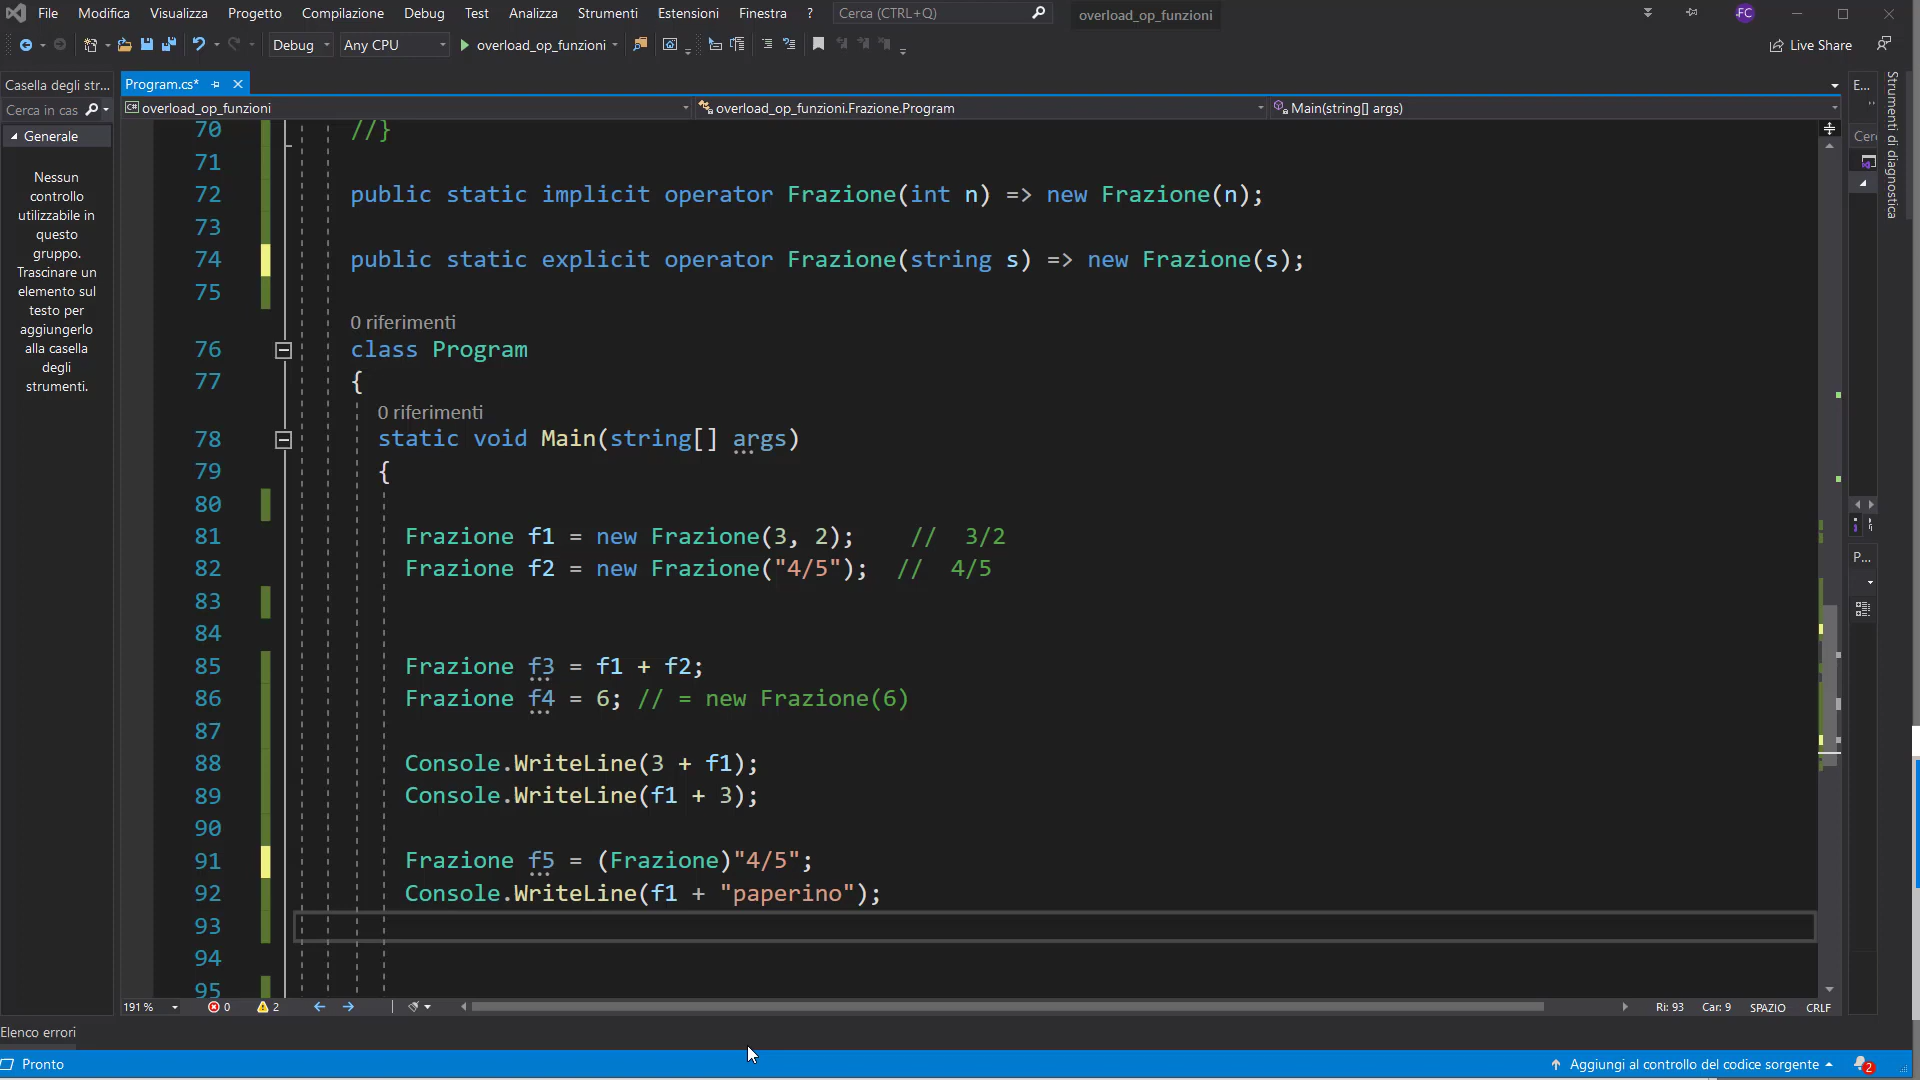 File Modifica Visualizza Progetto Compilazione Debug Test Analizza Strumenti Estensioni Finestra ? Cerca (CTRL+Q) overload_op_funzioni FC
Debug Any CPU overload_op_funzioni Live Share
Casella degli str... Program.cs* E...
Cerca in cas overload_op_funzioni overload_op_funzioni.Frazione.Program Main(string[] args)
Generale
Nessun
controllo
utilizzabile in
questo
gruppo.
Trascinare un
elemento sul
testo per
aggiungerlo
alla casella
degli
strumenti.
70 //}
71
72 public static implicit operator Frazione(int n) => new Frazione(n);
73
74 public static explicit operator Frazione(string s) => new Frazione(s);
75
0 riferimenti
76 class Program
77 {
0 riferimenti
78 static void Main(string[] args)
79 {
80
81 Frazione f1 = new Frazione(3, 2); // 3/2
82 Frazione f2 = new Frazione("4/5"); // 4/5
83
84
85 Frazione f3 = f1 + f2;
86 Frazione f4 = 6; // = new Frazione(6)
87
88 Console.WriteLine(3 + f1);
89 Console.WriteLine(f1 + 3);
90
91 Frazione f5 = (Frazione)"4/5";
92 Console.WriteLine(f1 + "paperino");
93
94
95
Cerc
P...
Strumenti di diagnostica
191 % 0 2 Ri: 93 Car: 9 SPAZIO CRLF
Elenco errori
Pronto Aggiungi al controllo del codice sorgente 2